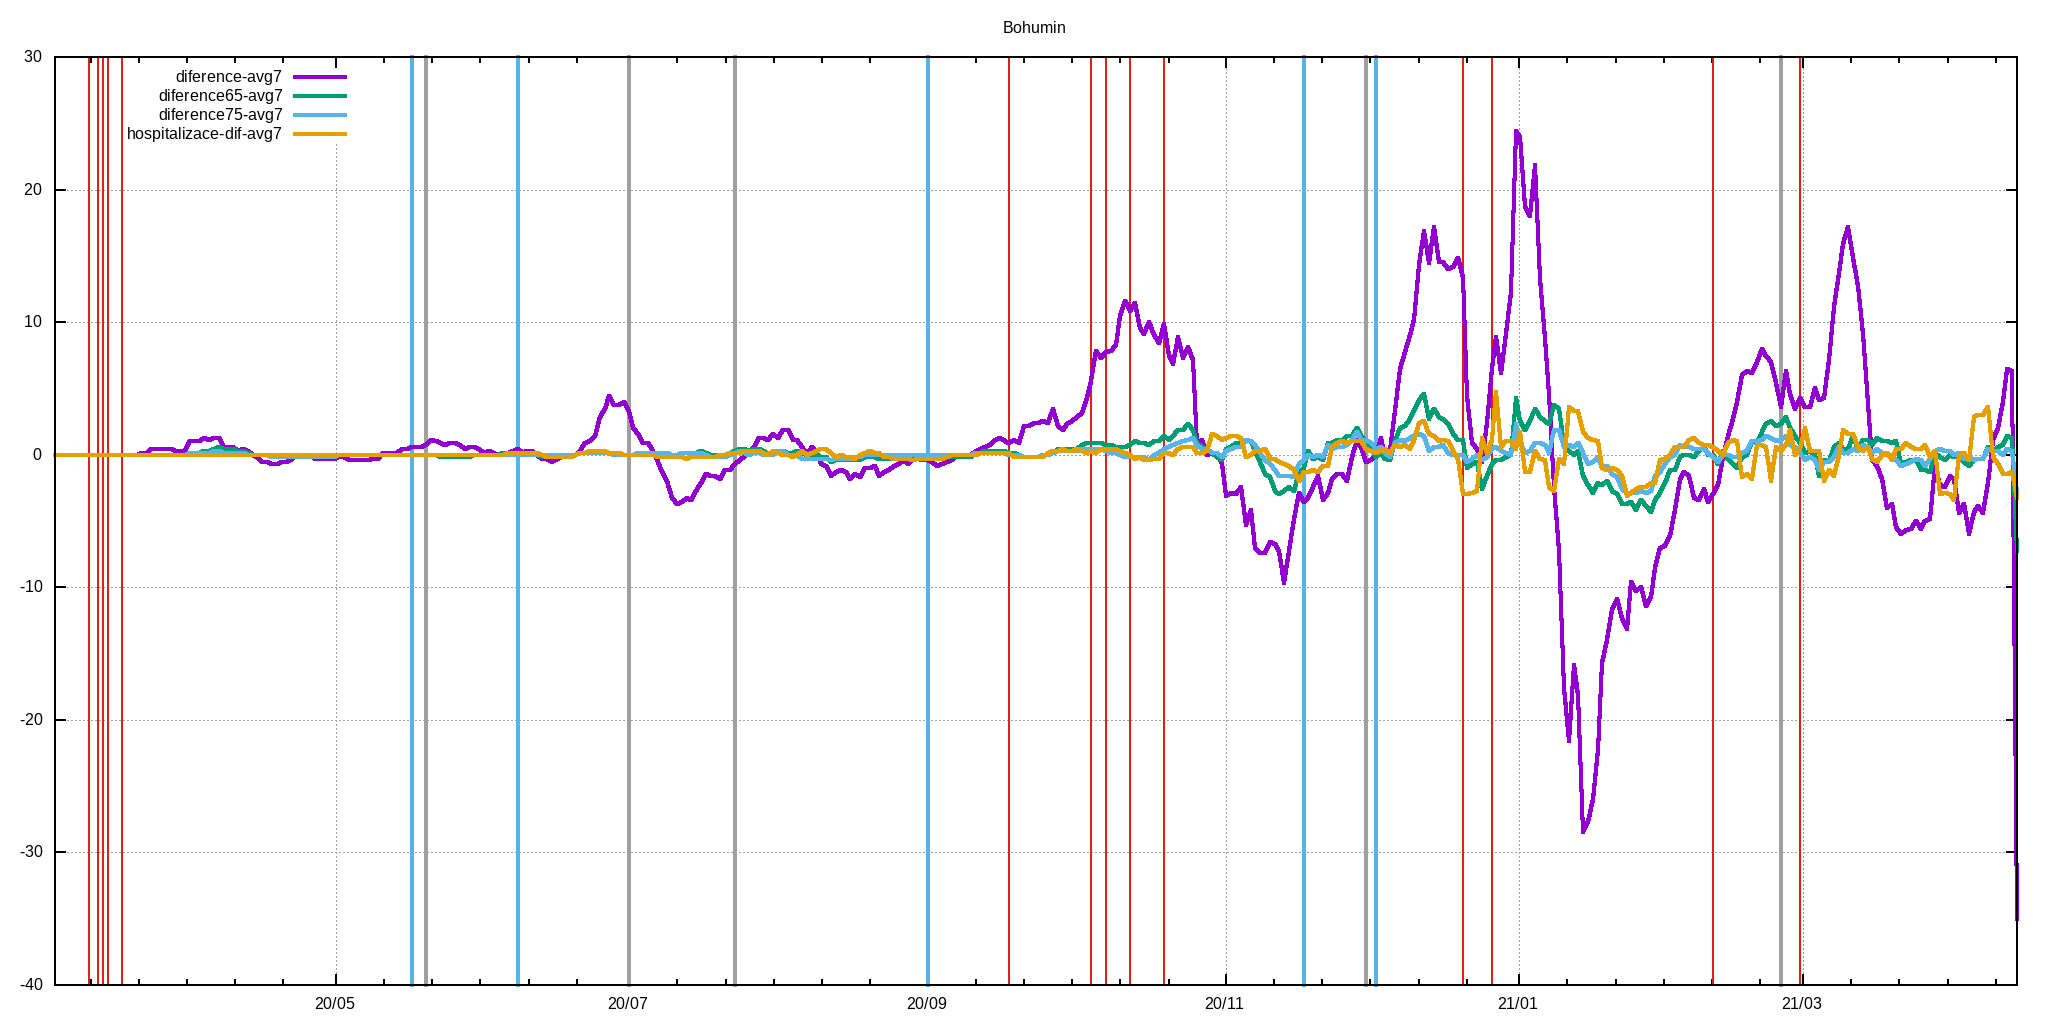 Bohumin
30
diference-avg7
diference65-avg7
diference75-avg7
hospitalizace-dif-avg7
20
10
0
-10
-20
-30
-40
20/05 20/07 20/09 20/11 21/01 21/03